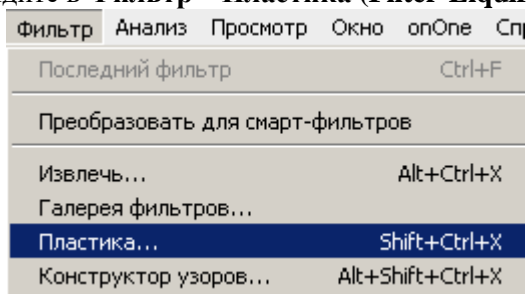 Фильтр Анализ Просмотр Окно onOne
Последний фильтр Ctrl+F
Преобразовать для смарт-фильтров
Извлечь... Alt+Ctrl+X
Галерея фильтров...
Пластика... Shift+Ctrl+X
Конструктор узоров... Alt+Shift+Ctrl+X